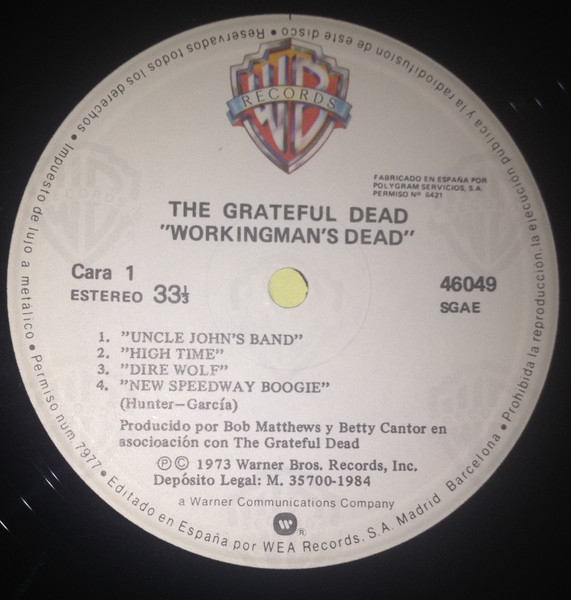 WB
RECORDS
FABRICADO EN ESPAÑA POR
POLYGRAM SERVICIOS, S.A.
PERMISO Nº 6421
THE GRATEFUL DEAD
"WORKINGMAN'S DEAD"
Cara 1
ESTEREO 33⅓
46049
SGAE
1. "UNCLE JOHN'S BAND"
2. "HIGH TIME"
3. "DIRE WOLF"
4. "NEW SPEEDWAY BOOGIE"
(Hunter—García)
Producido por Bob Matthews y Betty Cantor en
asocioación con The Grateful Dead
Ⓟ © 1973 Warner Bros. Records, Inc.
Depósito Legal: M. 35700-1984
a Warner Communications Company
W ®
• Editado en España por WEA Records, S.A. Madrid Barcelona • Prohibida la reproducción, la ejecución pública y la radiodifusion de este disco • Reservados todos los derechos • Impuesto de lujo a metálico • Permiso num. 7977